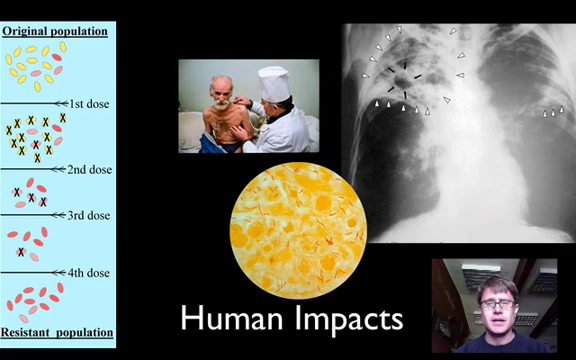 Original population
1st dose
2nd dose
3rd dose
4th dose
Resistant population
Human Impacts